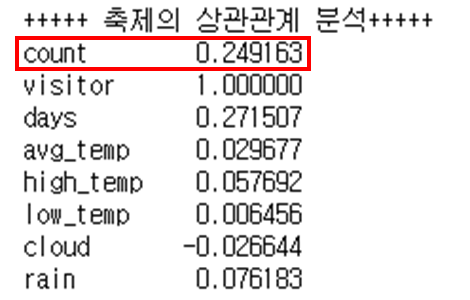 +++++ 축제의 상관관계 분석+++++
count 0.249163
visitor 1.000000
days 0.271507
avg_temp 0.029677
high_temp 0.057692
low_temp 0.006456
cloud -0.026644
rain 0.076183